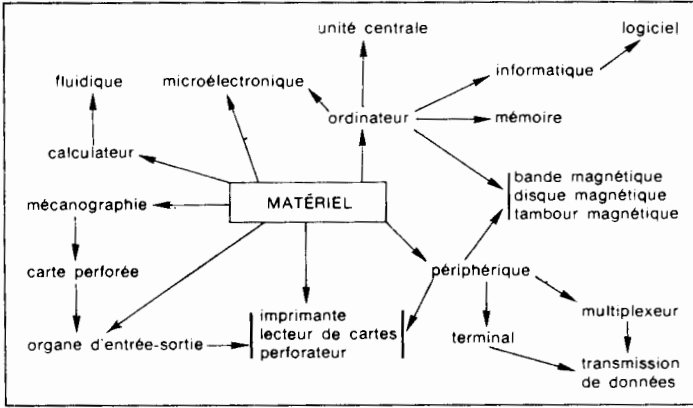 unité centrale
logiciel
fluidique
microélectronique
informatique
ordinateur
mémoire
calculateur
bande magnétique
disque magnétique
tambour magnétique
mécanographie
MATÉRIEL
carte perforée
périphérique
imprimante
lecteur de cartes
perforateur
multiplexeur
organe d'entrée-sortie
terminal
transmission
de données